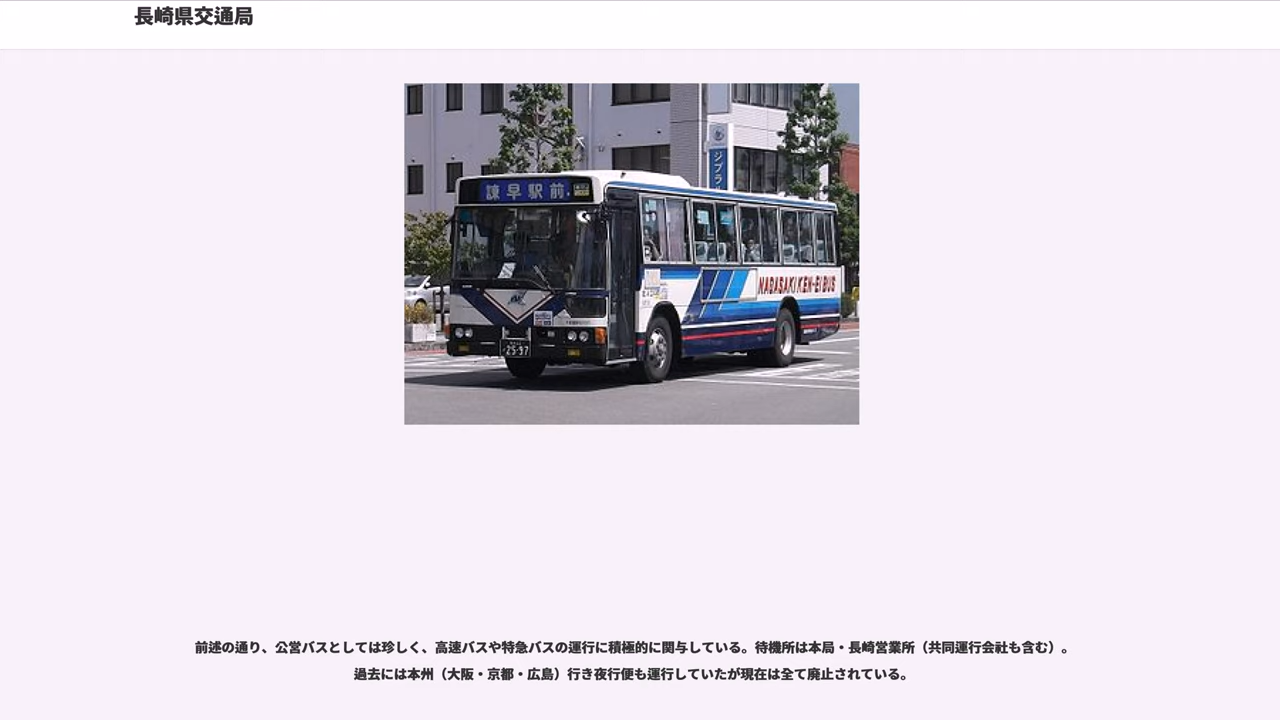 長崎県交通局
ジブラ
諫早駅前
NAGASAKI KEN-EI BUS
25-97
前述の通り、公営バスとしては珍しく、高速バスや特急バスの運行に積極的に関与している。待機所は本局・長崎営業所（共同運行会社も含む）。
過去には本州（大阪・京都・広島）行き夜行便も運行していたが現在は全て廃止されている。